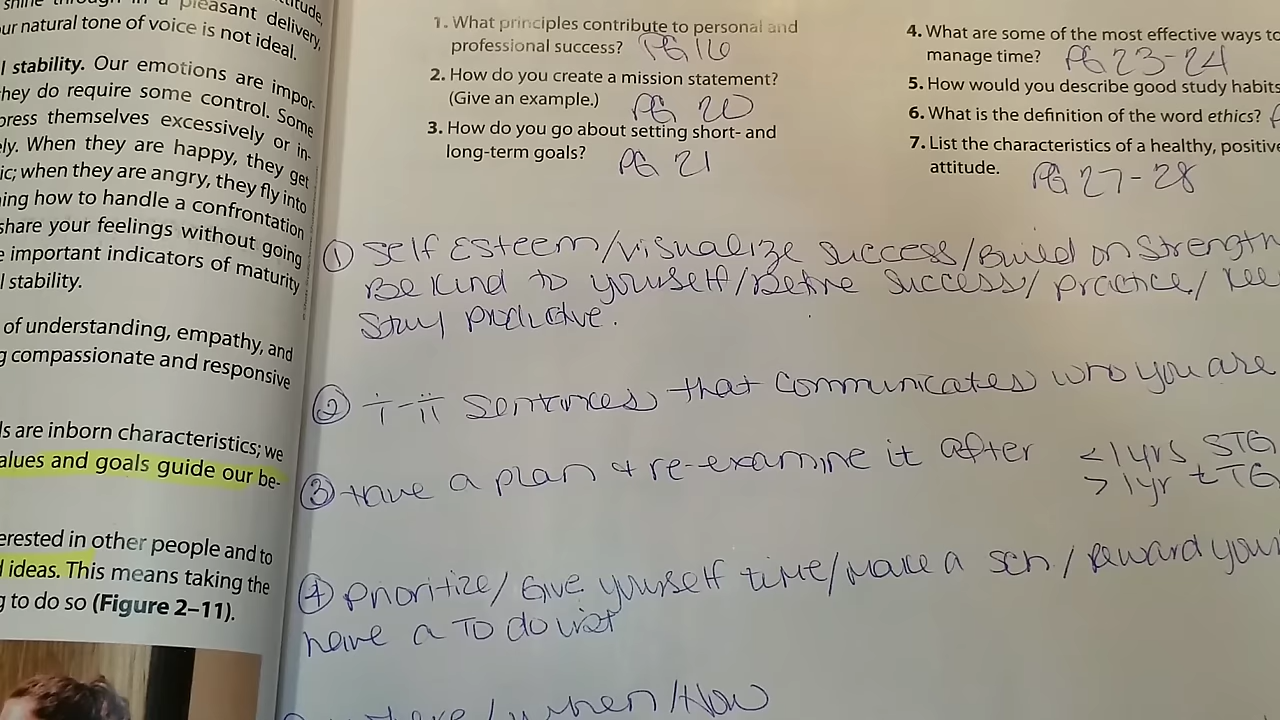 pleasant delivery,
ur natural tone of voice is not ideal.
l stability. Our emotions are impor-
hey do require some control. Some
press themselves excessively or in-
ly. When they are happy, they get
ic; when they are angry, they fly into
ning how to handle a confrontation
share your feelings without going
e important indicators of maturity
l stability.
of understanding, empathy, and
g compassionate and responsive
ls are inborn characteristics; we
alues and goals guide our be-
erested in other people and to
d ideas. This means taking the
g to do so (Figure 2–11).
1. What principles contribute to personal and
professional success? PG 16
2. How do you create a mission statement?
(Give an example.) PG 20
3. How do you go about setting short- and
long-term goals? PG 21
4. What are some of the most effective ways to
manage time? PG 23-24
5. How would you describe good study habits
6. What is the definition of the word ethics?
7. List the characteristics of a healthy, positive
attitude. PG 27-28
① Self Esteem/visualize success/Build on Strength
Be kind to yourself/Define Success/practice/
Stay
② sentences that communicates who you are
③ Have a plan + re-examine it after <1yrs STG
>1yr
④ Prioritize/Give yourself time/Make a sch/Reward your
have a To do list
/when/How